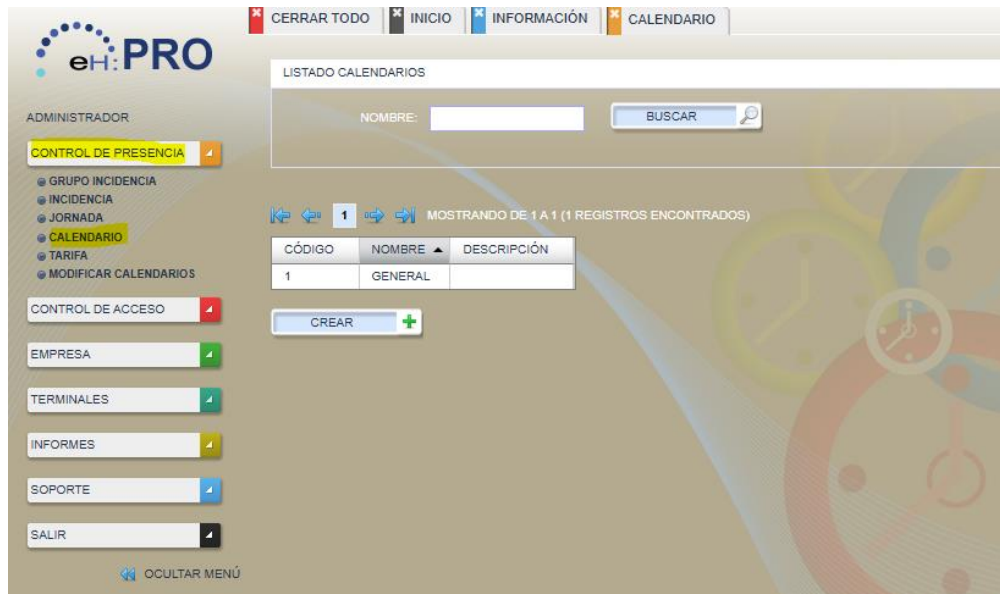 CERRAR TODO
INICIO
INFORMACIÓN
CALENDARIO
eH:PRO
ADMINISTRADOR
CONTROL DE PRESENCIA
GRUPO INCIDENCIA
INCIDENCIA
JORNADA
CALENDARIO
TARIFA
MODIFICAR CALENDARIOS
CONTROL DE ACCESO
EMPRESA
TERMINALES
INFORMES
SOPORTE
SALIR
OCULTAR MENÚ
LISTADO CALENDARIOS
NOMBRE:
BUSCAR
1 MOSTRANDO DE 1 A 1 (1 REGISTROS ENCONTRADOS)
CÓDIGO NOMBRE DESCRIPCIÓN
1 GENERAL
CREAR